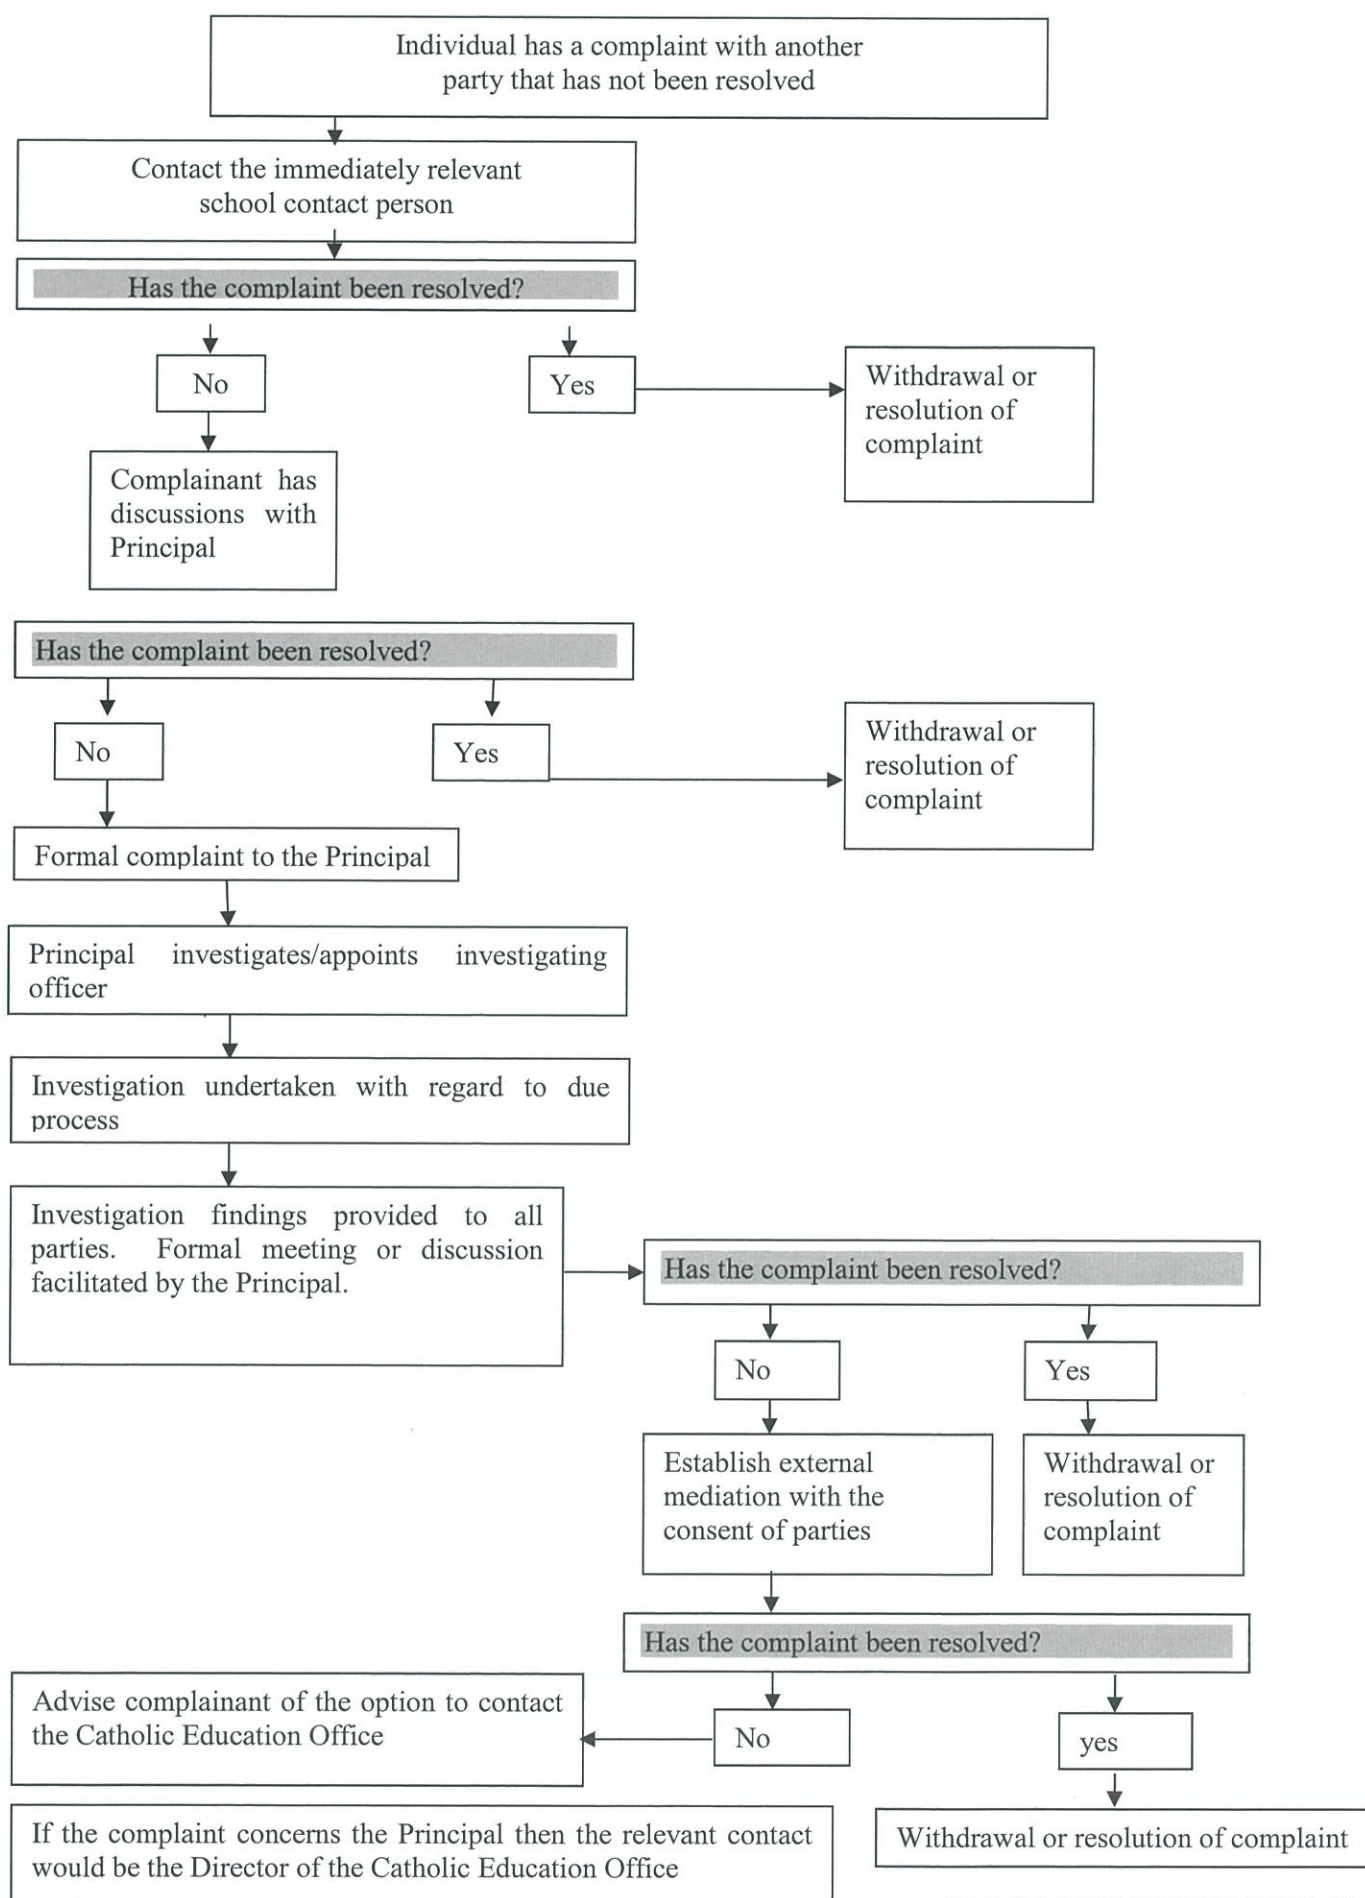 Individual has a complaint with another
party that has not been resolved
Contact the immediately relevant
school contact person
Has the complaint been resolved?
No
Yes
Withdrawal or
resolution of
complaint
Complainant has
discussions with
Principal
Has the complaint been resolved?
No
Yes
Withdrawal or
resolution of
complaint
Formal complaint to the Principal
Principal investigates/appoints investigating
officer
Investigation undertaken with regard to due
process
Investigation findings provided to all
parties. Formal meeting or discussion
facilitated by the Principal.
Has the complaint been resolved?
No
Yes
Establish external
mediation with the
consent of parties
Withdrawal or
resolution of
complaint
Has the complaint been resolved?
No
yes
Advise complainant of the option to contact
the Catholic Education Office
Withdrawal or resolution of complaint
If the complaint concerns the Principal then the relevant contact
would be the Director of the Catholic Education Office